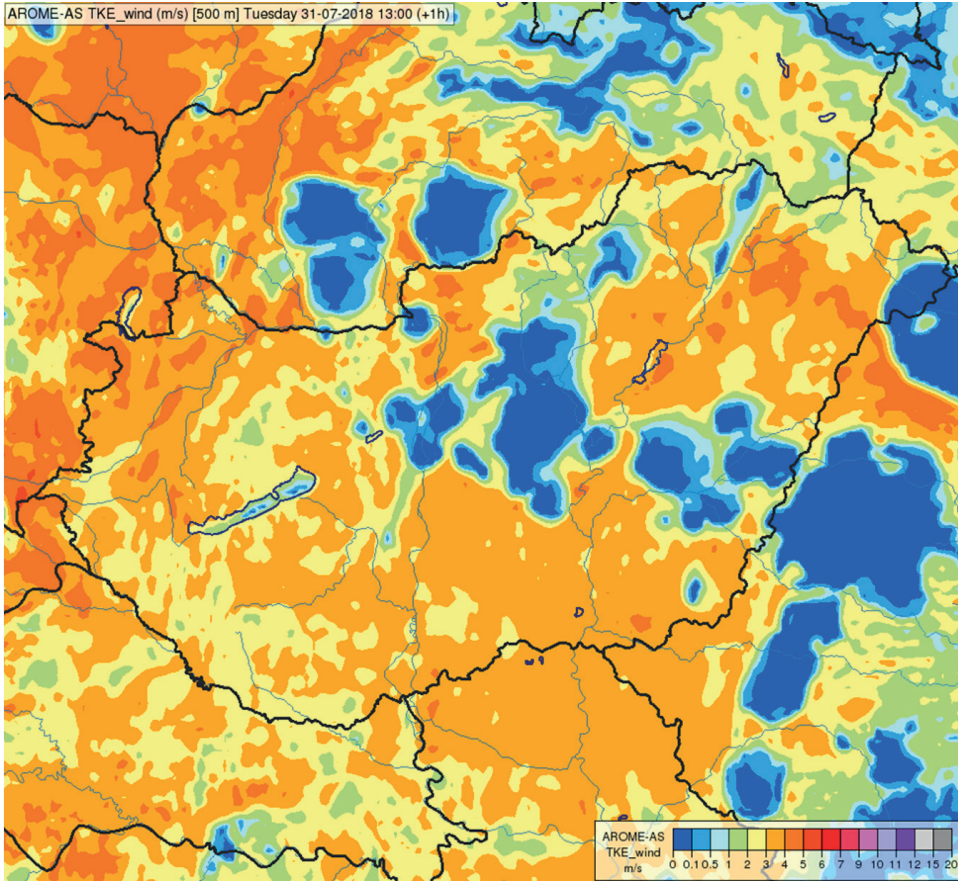 AROME-AS TKE_wind (m/s) [500 m] Tuesday 31-07-2018 13:00 (+1h)
AROME-AS
TKE_wind
m/s
0 0.1 0.5 1 2 3 4 5 6 7 9 10 11 12 15 20